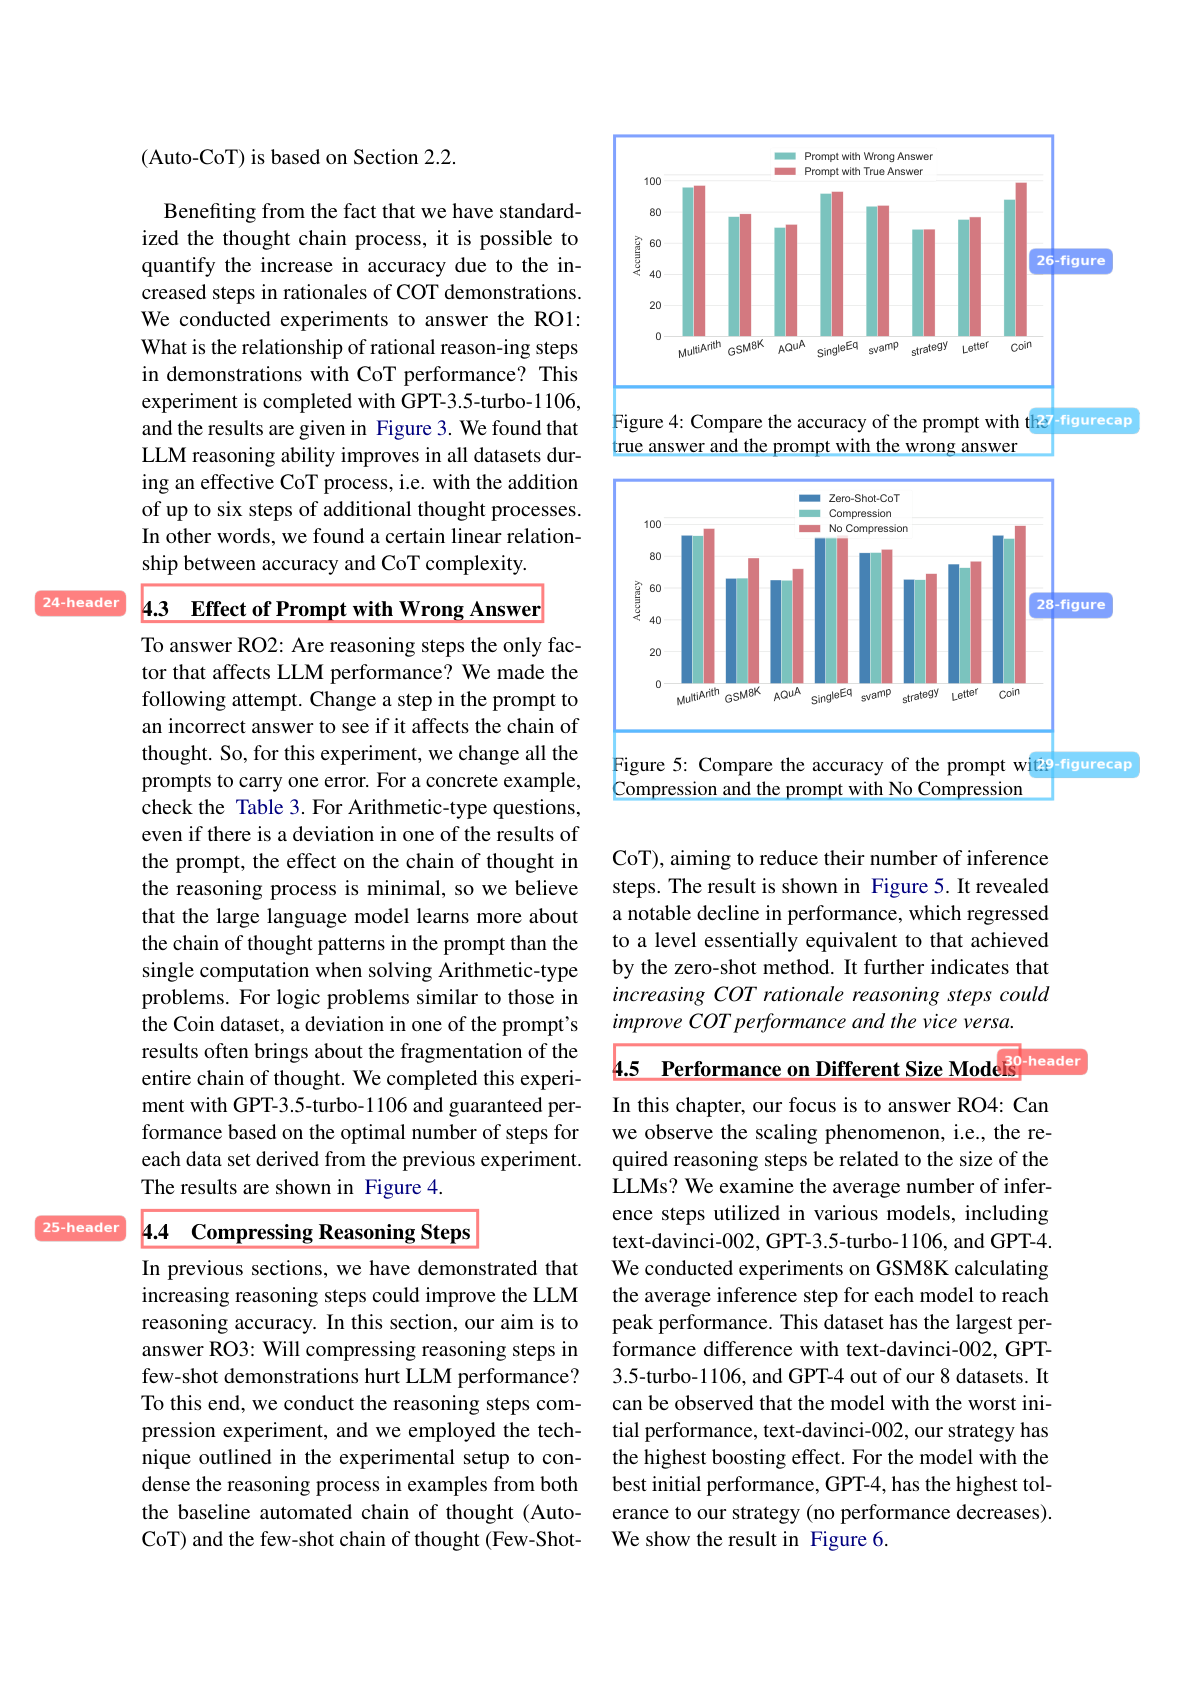 (Auto-CoT) is based on Section 2.2.
Benefiting from the fact that we have standard-
ized the thought chain process, it is possible to
quantify the increase in accuracy due to the in-
creased steps in rationales of COT demonstrations.
We conducted experiments to answer the RO1:
What is the relationship of rational reason-ing steps
in demonstrations with CoT performance? This
experiment is completed with GPT-3.5-turbo-1106,
and the results are given in Figure 3. We found that
LLM reasoning ability improves in all datasets dur-
ing an effective CoT process, i.e. with the addition
of up to six steps of additional thought processes.
In other words, we found a certain linear relation-
ship between accuracy and CoT complexity.
24-header
4.3 Effect of Prompt with Wrong Answer
To answer RO2: Are reasoning steps the only fac-
tor that affects LLM performance? We made the
following attempt. Change a step in the prompt to
an incorrect answer to see if it affects the chain of
thought. So, for this experiment, we change all the
prompts to carry one error. For a concrete example,
check the Table 3. For Arithmetic-type questions,
even if there is a deviation in one of the results of
the prompt, the effect on the chain of thought in
the reasoning process is minimal, so we believe
that the large language model learns more about
the chain of thought patterns in the prompt than the
single computation when solving Arithmetic-type
problems. For logic problems similar to those in
the Coin dataset, a deviation in one of the prompt's
results often brings about the fragmentation of the
entire chain of thought. We completed this experi-
ment with GPT-3.5-turbo-1106 and guaranteed per-
formance based on the optimal number of steps for
each data set derived from the previous experiment.
The results are shown in Figure 4.
25-header
4.4 Compressing Reasoning Steps
In previous sections, we have demonstrated that
increasing reasoning steps could improve the LLM
reasoning accuracy. In this section, our aim is to
answer RO3: Will compressing reasoning steps in
few-shot demonstrations hurt LLM performance?
To this end, we conduct the reasoning steps com-
pression experiment, and we employed the tech-
nique outlined in the experimental setup to con-
dense the reasoning process in examples from both
the baseline automated chain of thought (Auto-
CoT) and the few-shot chain of thought (Few-Shot-
Prompt with Wrong Answer
Prompt with True Answer
100
80
60
40
20
0
Accuracy
MultiArith GSM8K AQuA SingleEq svamp strategy Letter Coin
26-figure
Figure 4: Compare the accuracy of the prompt with the
27-figurecap
true answer and the prompt with the wrong answer
Zero-Shot-CoT
Compression
No Compression
100
80
60
40
20
0
Accuracy
MultiArith GSM8K AQuA SingleEq svamp strategy Letter Coin
28-figure
Figure 5: Compare the accuracy of the prompt with
29-figurecap
Compression and the prompt with No Compression
CoT), aiming to reduce their number of inference
steps. The result is shown in Figure 5. It revealed
a notable decline in performance, which regressed
to a level essentially equivalent to that achieved
by the zero-shot method. It further indicates that
increasing COT rationale reasoning steps could
improve COT performance and the vice versa.
4.5 Performance on Different Size Models
30-header
In this chapter, our focus is to answer RO4: Can
we observe the scaling phenomenon, i.e., the re-
quired reasoning steps be related to the size of the
LLMs? We examine the average number of infer-
ence steps utilized in various models, including
text-davinci-002, GPT-3.5-turbo-1106, and GPT-4.
We conducted experiments on GSM8K calculating
the average inference step for each model to reach
peak performance. This dataset has the largest per-
formance difference with text-davinci-002, GPT-
3.5-turbo-1106, and GPT-4 out of our 8 datasets. It
can be observed that the model with the worst ini-
tial performance, text-davinci-002, our strategy has
the highest boosting effect. For the model with the
best initial performance, GPT-4, has the highest tol-
erance to our strategy (no performance decreases).
We show the result in Figure 6.